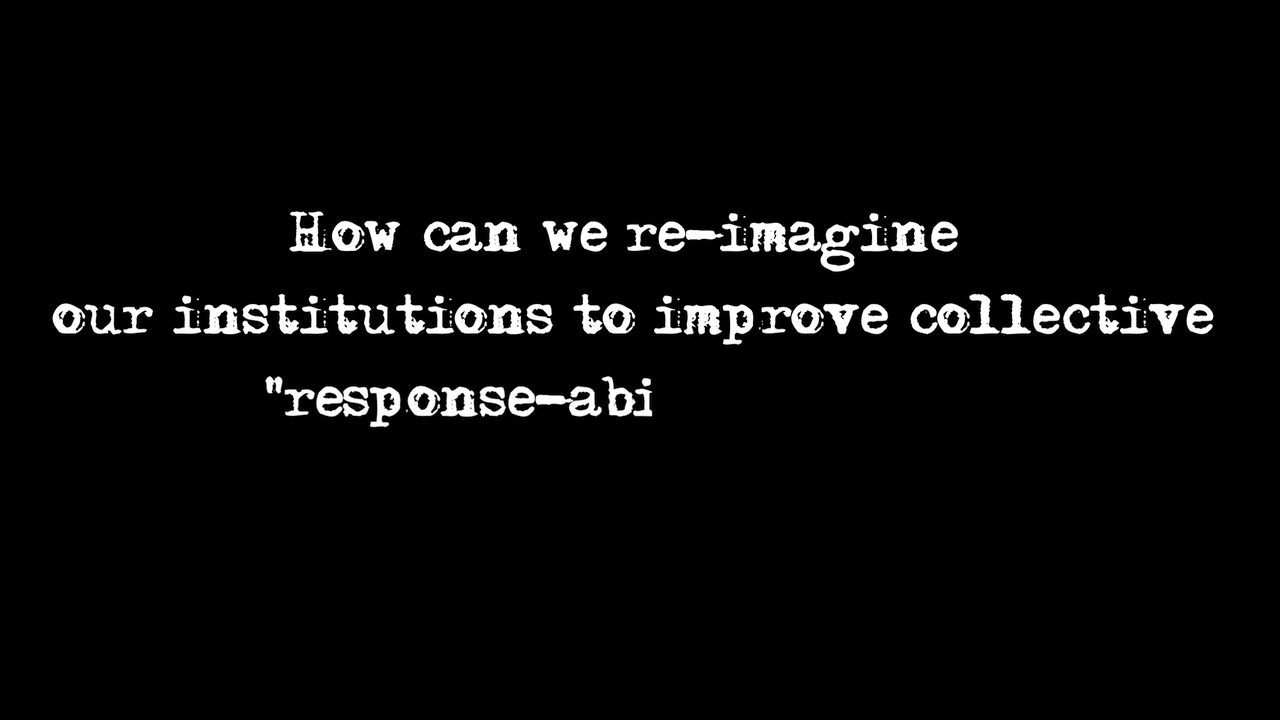 How can we re-imagine
our institutions to improve collective
"response-abi